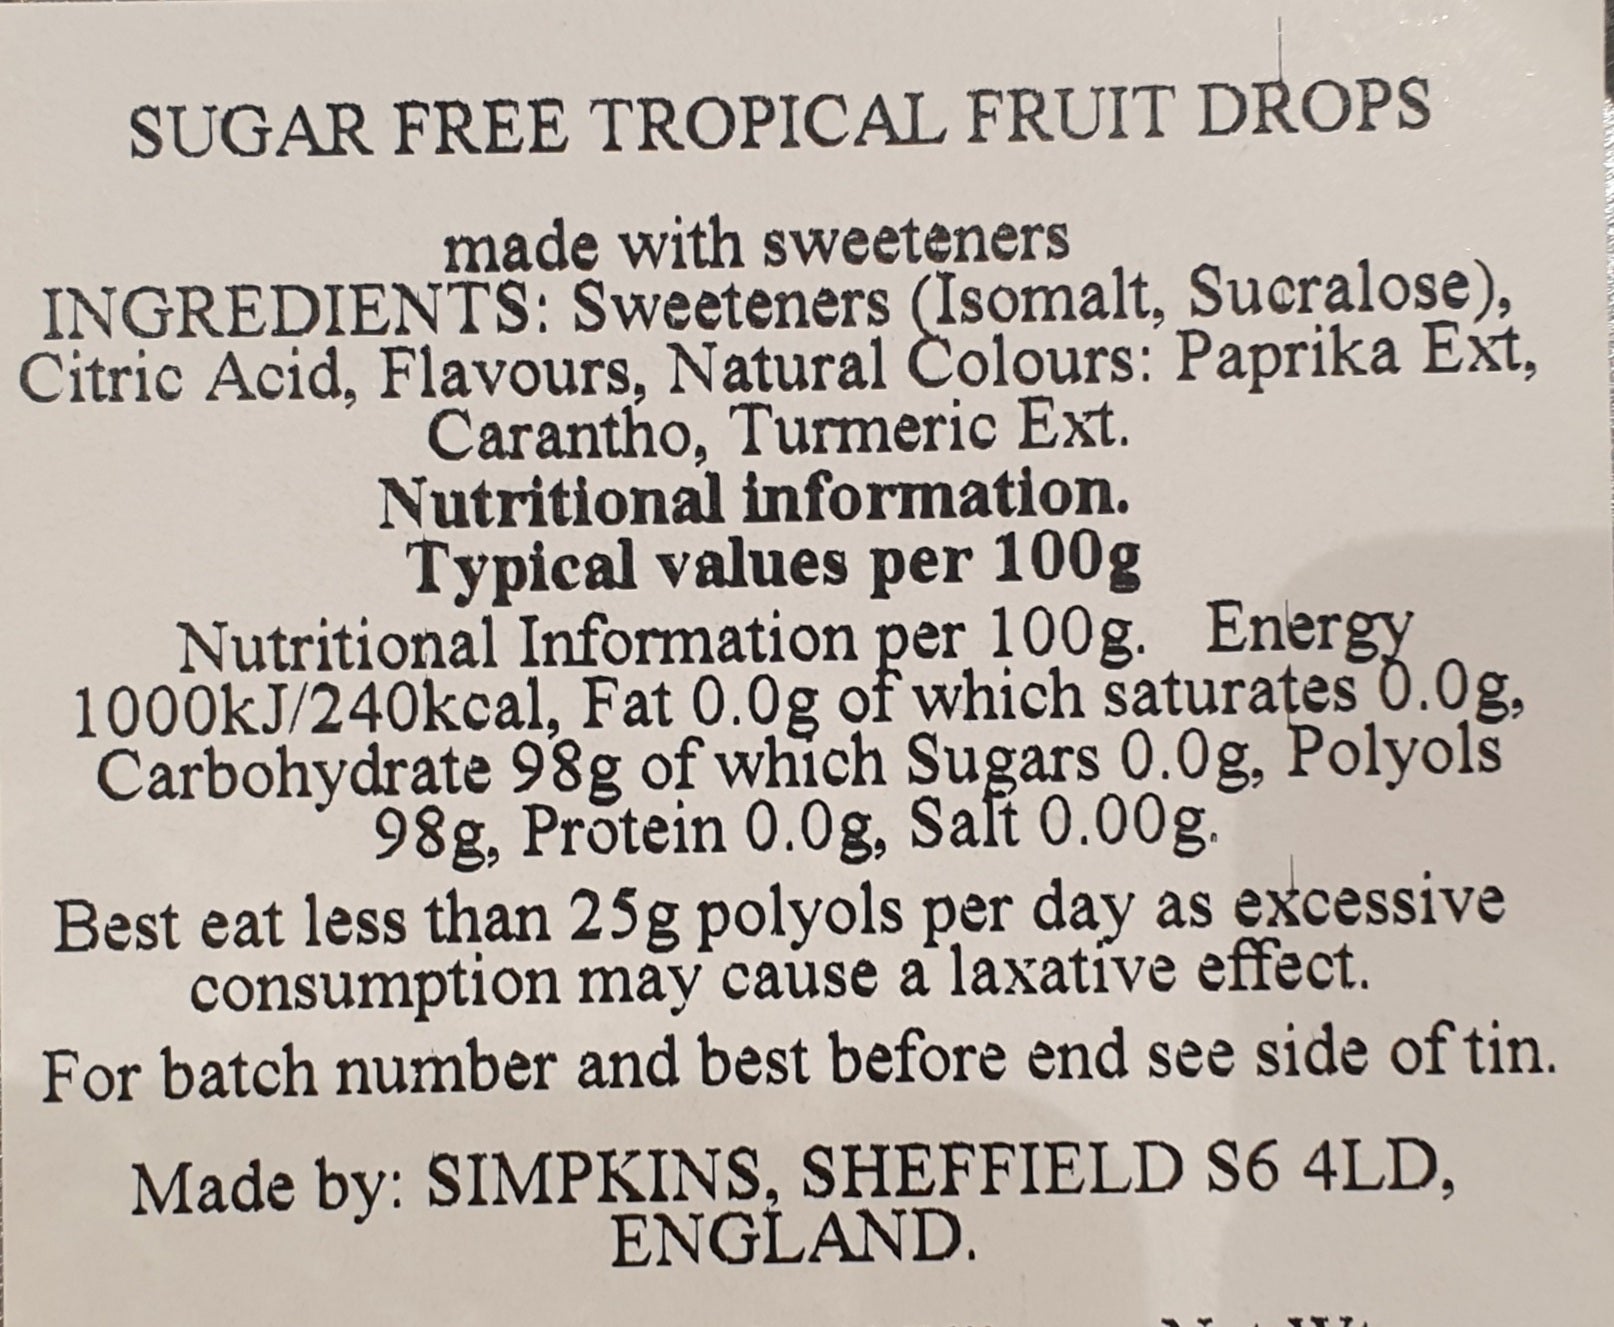 SUGAR FREE TROPICAL FRUIT DROPS
made with sweeteners
INGREDIENTS: Sweeteners (Isomalt, Sucralose),
Citric Acid, Flavours, Natural Colours: Paprika Ext,
Carantho, Turmeric Ext.
Nutritional information.
Typical values per 100g
Nutritional Information per 100g. Energy
1000kJ/240kcal, Fat 0.0g of which saturates 0.0g,
Carbohydrate 98g of which Sugars 0.0g, Polyols
98g, Protein 0.0g, Salt 0.00g.
Best eat less than 25g polyols per day as excessive
consumption may cause a laxative effect.
For batch number and best before end see side of tin.
Made by: SIMPKINS, SHEFFIELD S6 4LD,
ENGLAND.